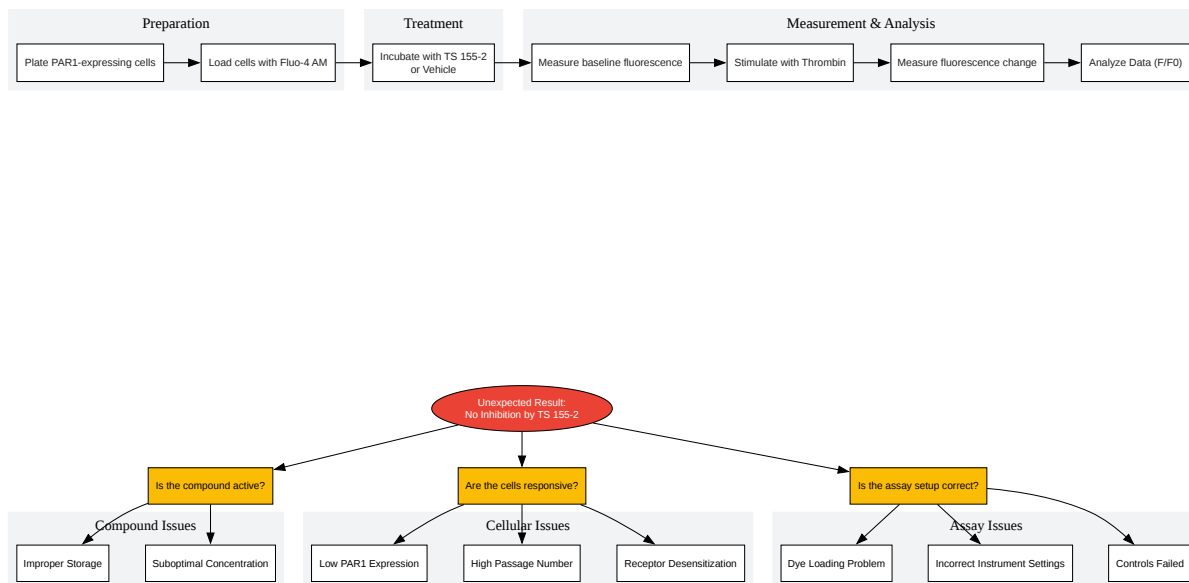 Preparation
Treatment
Measurement & Analysis
Plate PAR1-expressing cells
Load cells with Fluo-4 AM
Incubate with TS 155-2
or Vehicle
Measure baseline fluorescence
Stimulate with Thrombin
Measure fluorescence change
Analyze Data (F/F0)
Unexpected Result:
No Inhibition by TS 155-2
Is the compound active?
Are the cells responsive?
Is the assay setup correct?
Compound Issues
Cellular Issues
Assay Issues
Improper Storage
Suboptimal Concentration
Low PAR1 Expression
High Passage Number
Receptor Desensitization
Dye Loading Problem
Incorrect Instrument Settings
Controls Failed